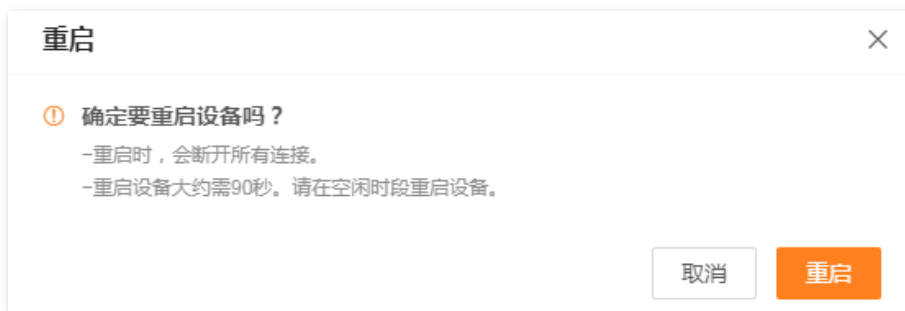 重启
确定要重启设备吗？
-重启时，会断开所有连接。
-重启设备大约需90秒。请在空闲时段重启设备。
取消
重启